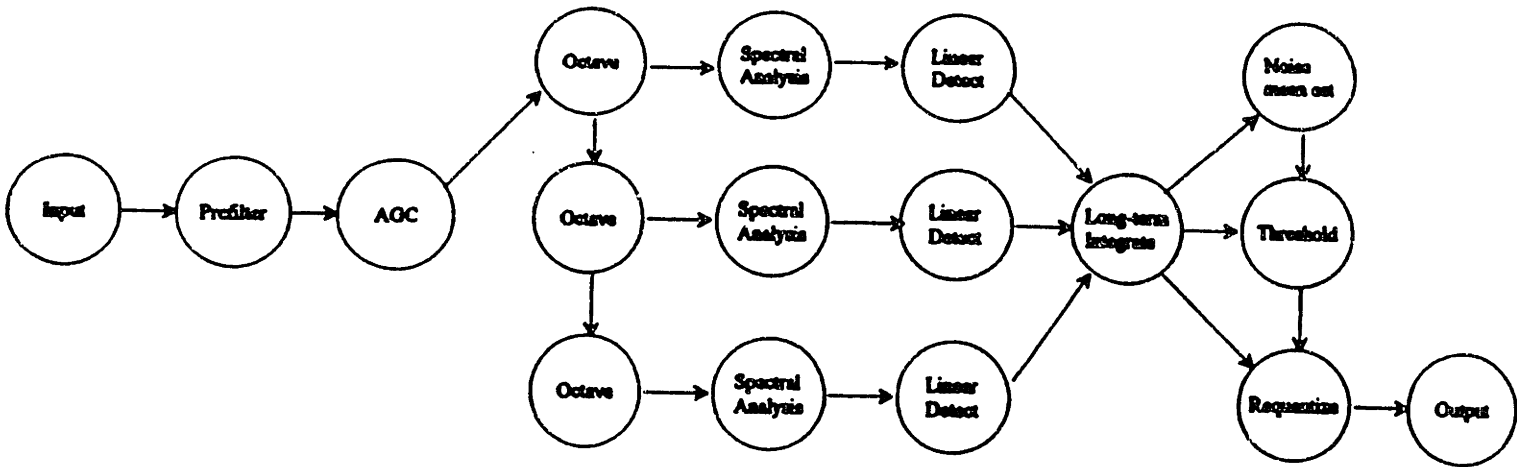 Input
Prefilter
AGC
Octave
Spectral
Analysis
Linear
Detect
Octave
Spectral
Analysis
Linear
Detect
Octave
Spectral
Analysis
Linear
Detect
Long-term
Integrate
Noise
mean est
Threshold
Requantize
Output